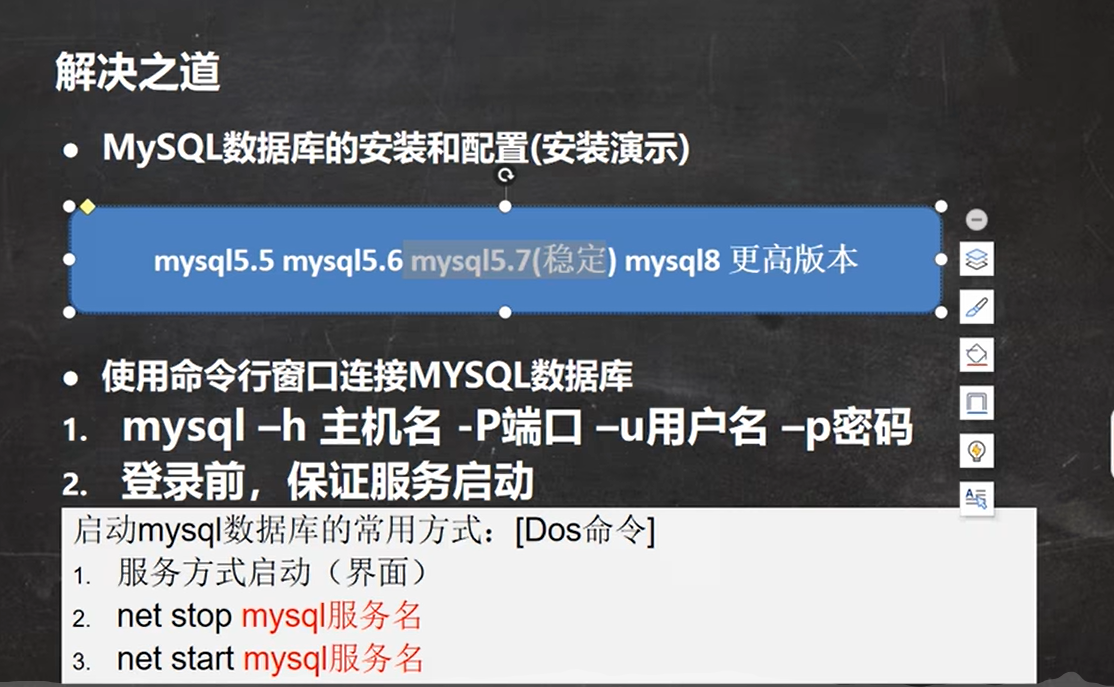 解决之道
● MySQL数据库的安装和配置(安装演示)
mysql5.5 mysql5.6 mysql5.7(稳定) mysql8 更高版本
● 使用命令行窗口连接MYSQL数据库
1. mysql –h 主机名 -P端口 –u用户名 –p密码
2. 登录前，保证服务启动
启动mysql数据库的常用方式：[Dos命令]
1. 服务方式启动（界面）
2. net stop mysql服务名
3. net start mysql服务名